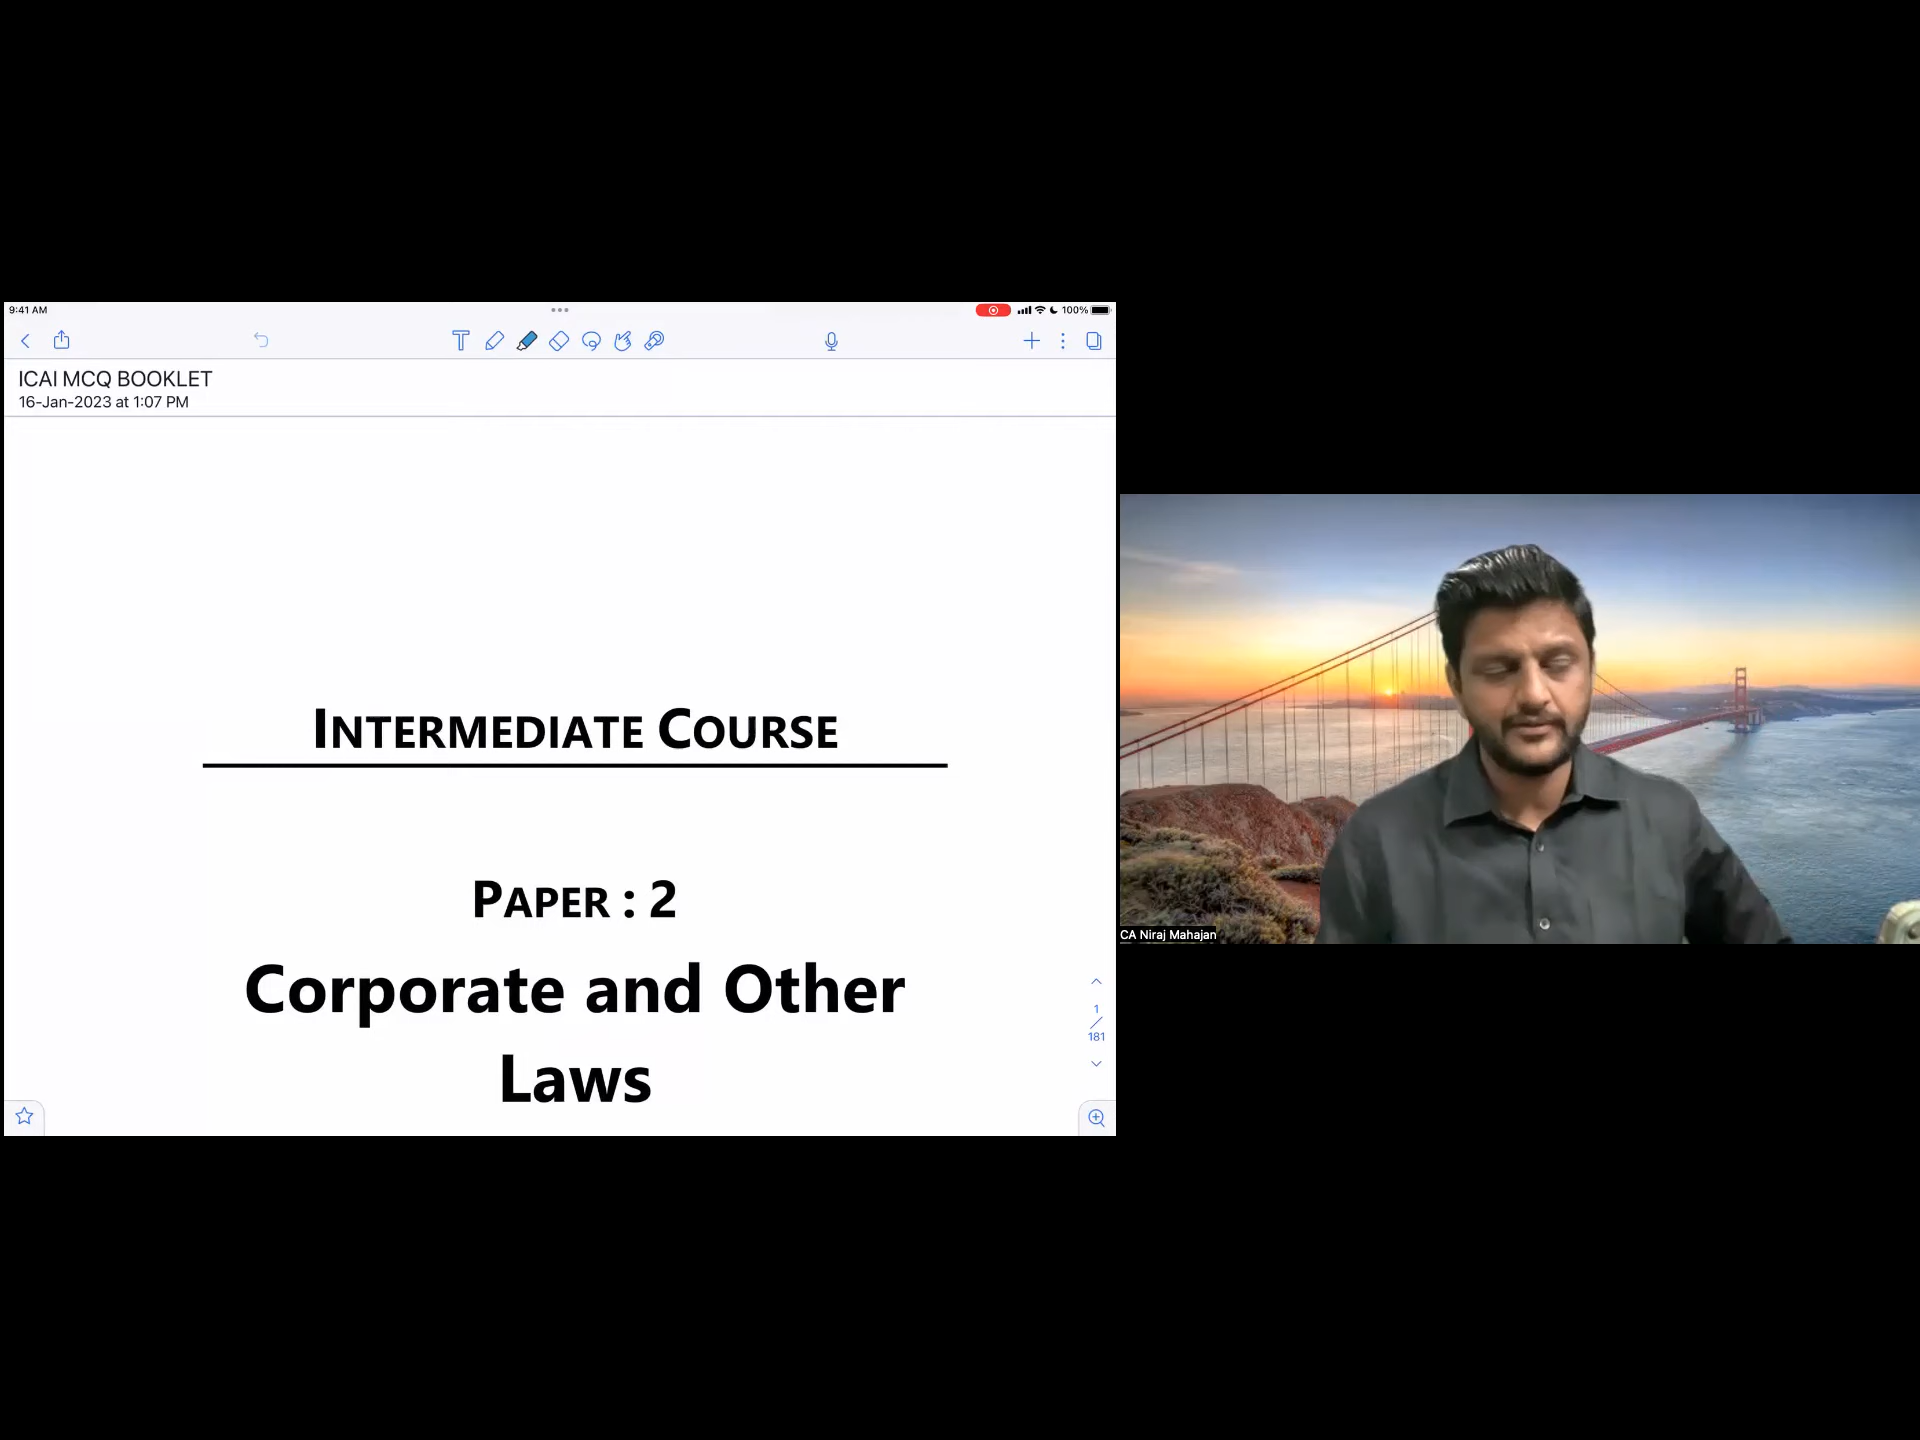 9:41 AM
100%
ICAI MCQ BOOKLET
16-Jan-2023 at 1:07 PM
INTERMEDIATE COURSE
PAPER : 2
Corporate and Other
Laws
1
181
CA Niraj Mahajan